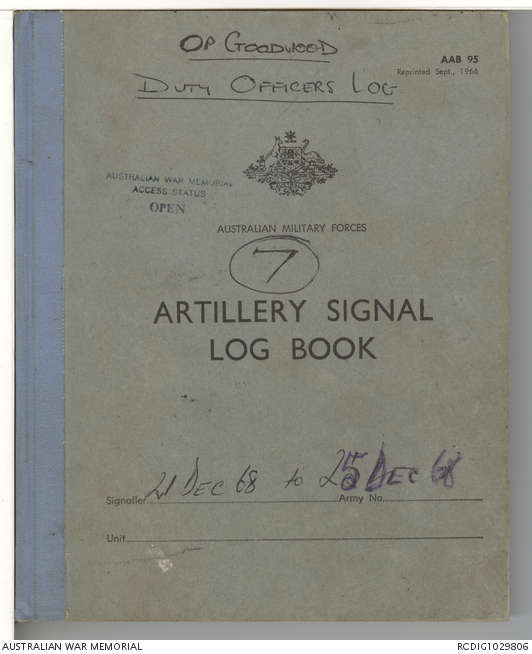 OP GOODWOOD
DUTY OFFICERS LOG
AAB 95
Reprinted Sept., 1966
AUSTRALIAN WAR MEMORIAL
ACCESS STATUS
OPEN
AUSTRALIAN MILITARY FORCES
7
ARTILLERY SIGNAL
LOG BOOK
21 DEC 68 to 25 DEC 68
Signaller
Army No.
Unit
AUSTRALIAN WAR MEMORIAL
RCDIG1029806